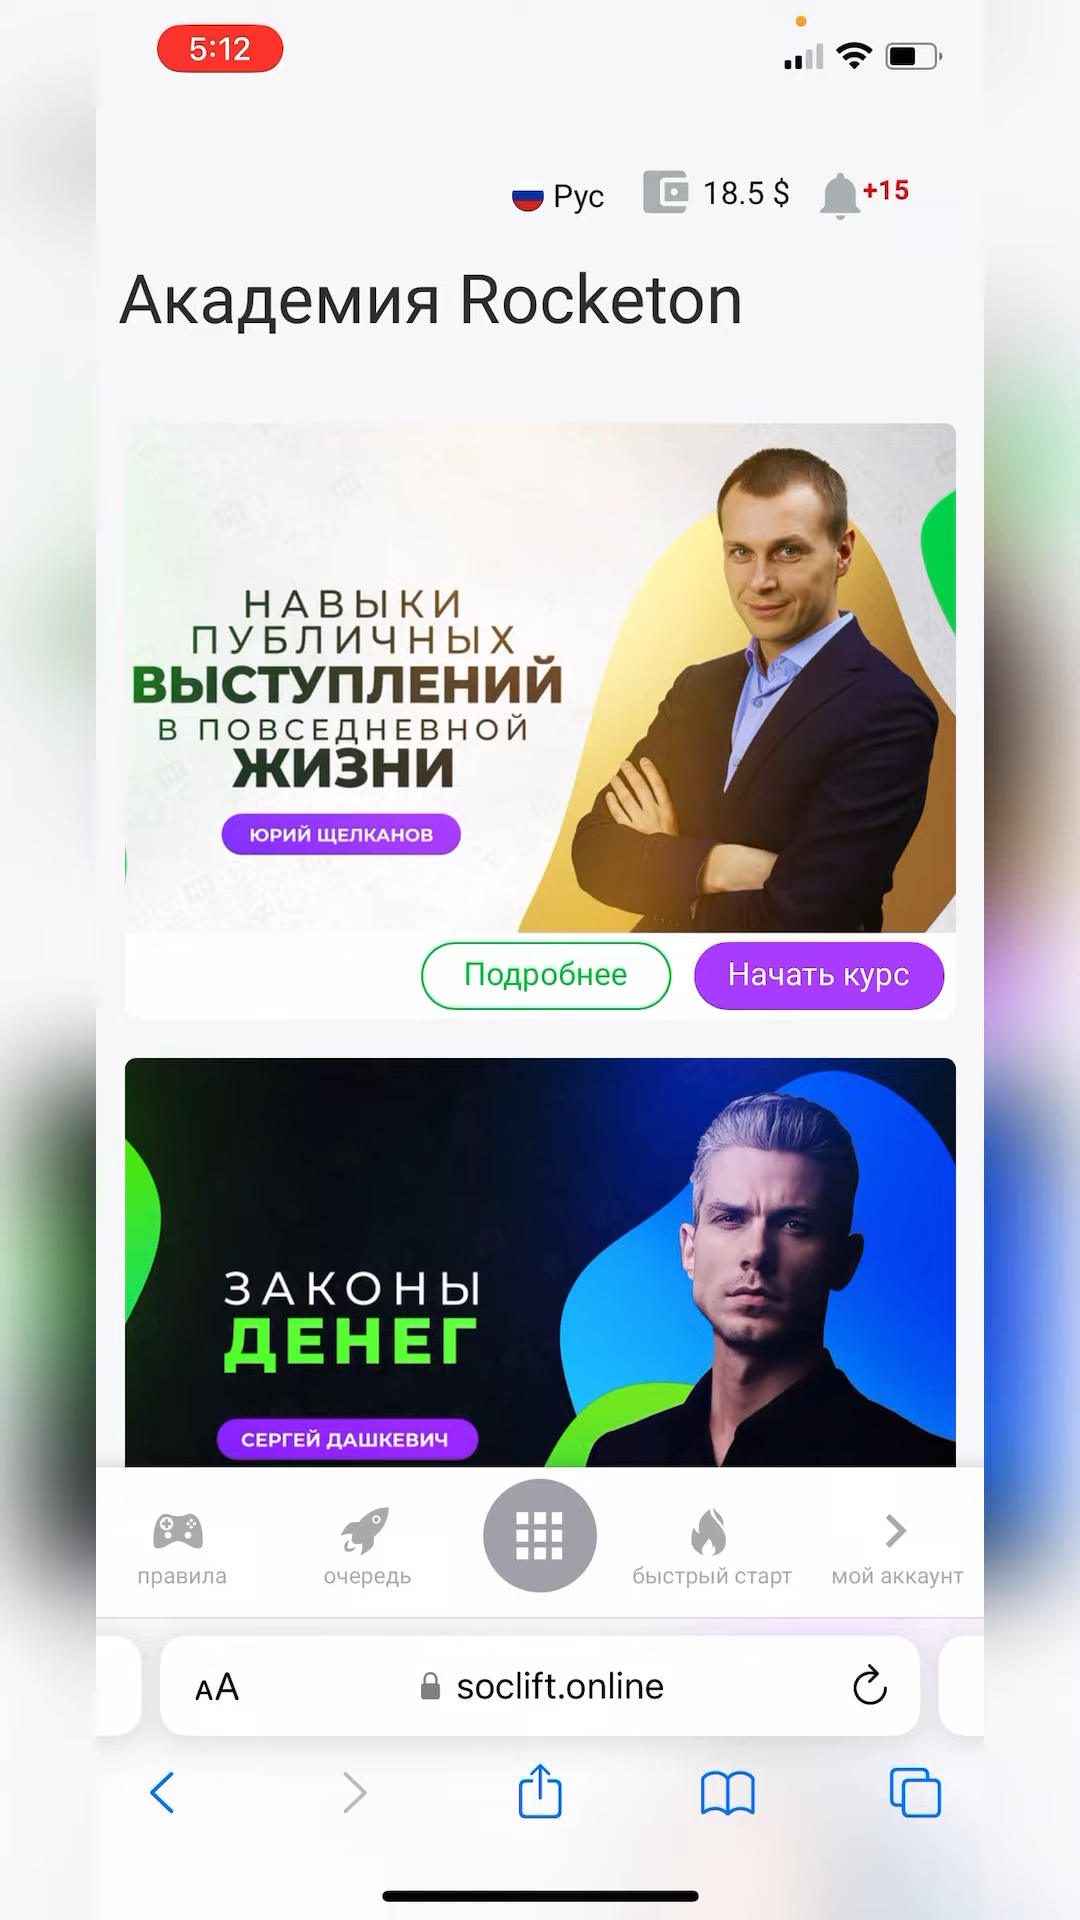 5:12
Рус 18.5 $ +15
Академия Rocketon
НАВЫКИ
ПУБЛИЧНЫХ
ВЫСТУПЛЕНИЙ
В ПОВСЕДНЕВНОЙ
ЖИЗНИ
ЮРИЙ ЩЕЛКАНОВ
Подробнее Начать курс
ЗАКОНЫ
ДЕНЕГ
СЕРГЕЙ ДАШКЕВИЧ
правила очередь быстрый старт мой аккаунт
AA soclift.online